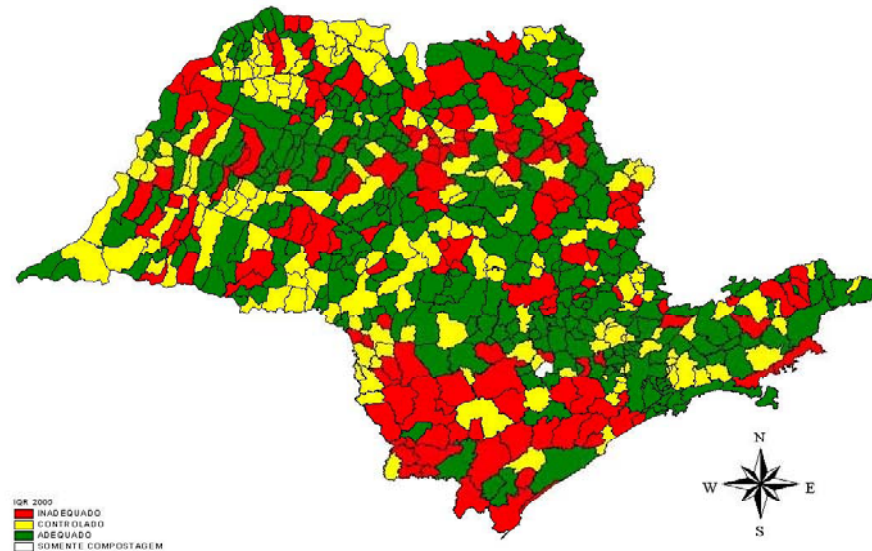 N
W E
S
IQR 2000
INADEQUADO
CONTROLADO
ADEQUADO
SOMENTE COMPOSTAGEM